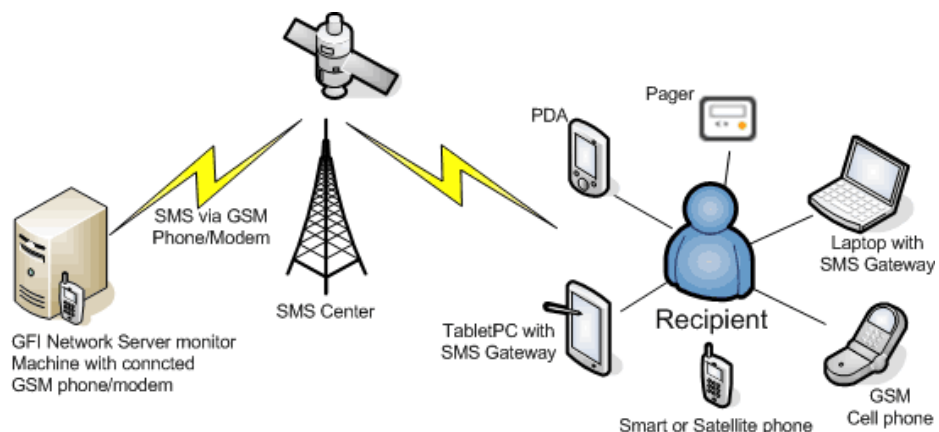 Pager
PDA
SMS via GSM
Phone/Modem
Laptop with
SMS Gateway
SMS Center
Recipient
TabletPC with
SMS Gateway
GFI Network Server monitor
Machine with conncted
GSM phone/modem
GSM
Cell phone
Smart or Satellite phone